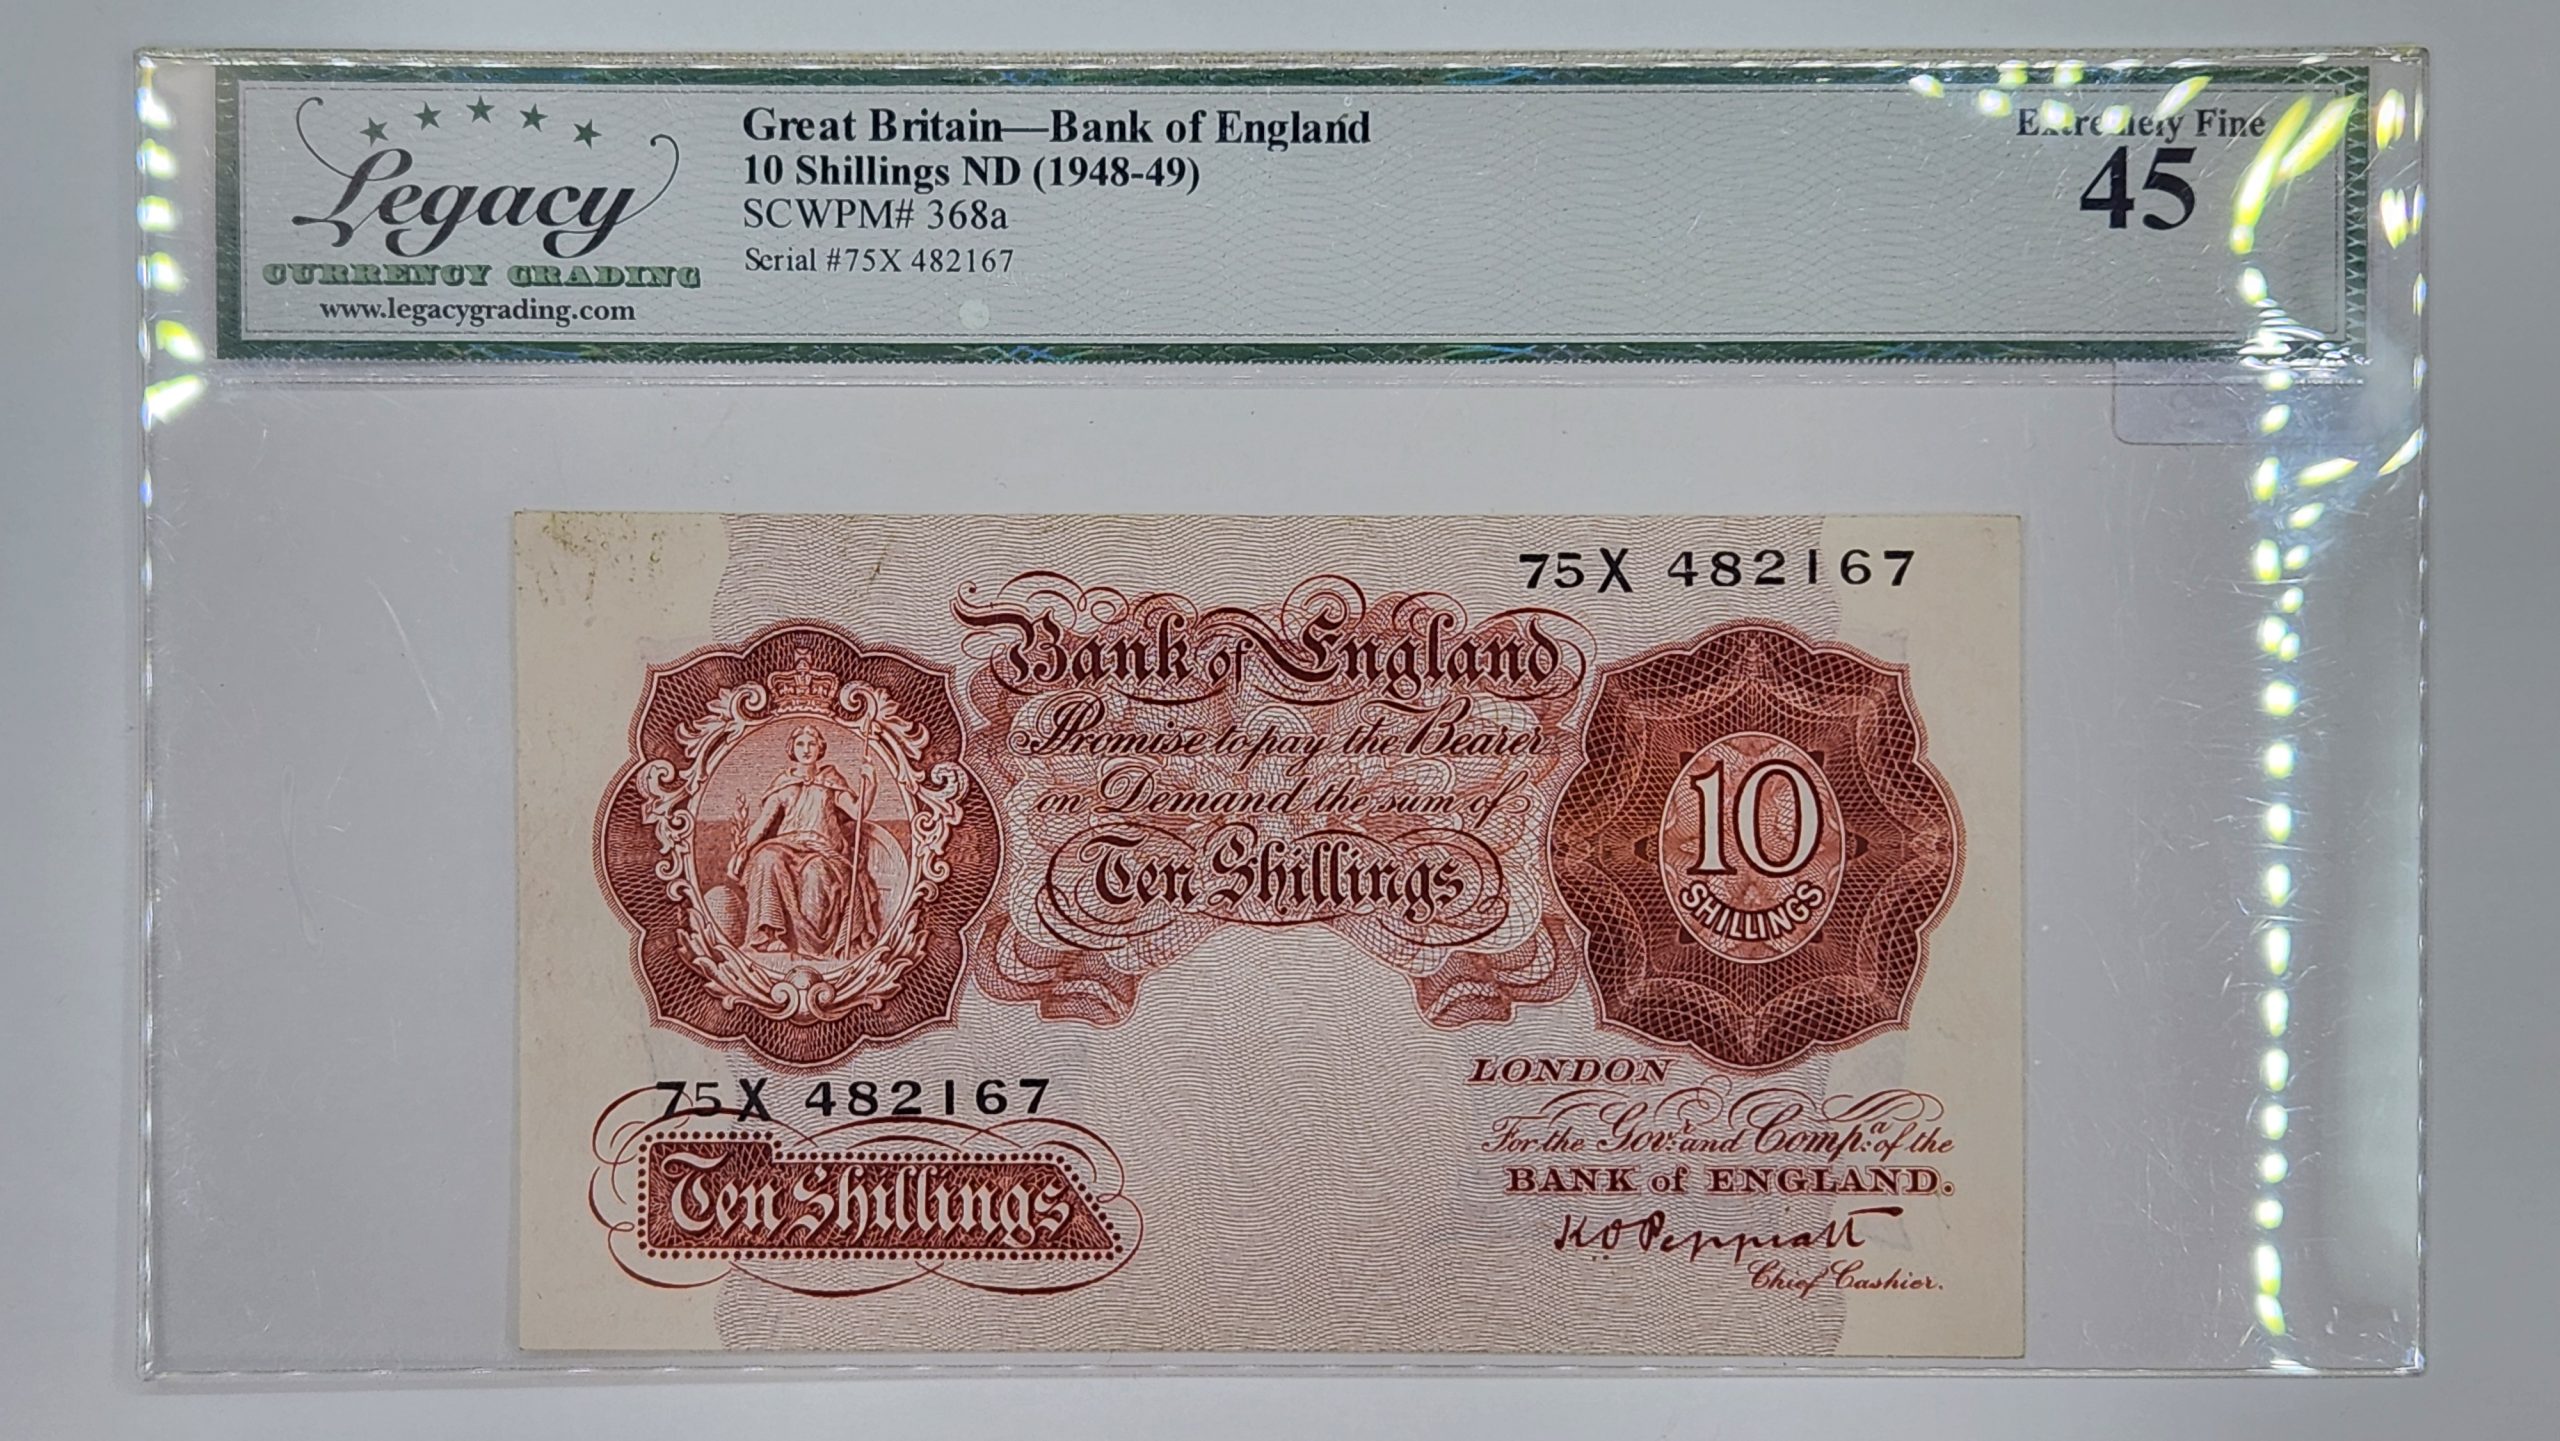 Legacy
CURRENCY GRADING
www.legacygrading.com
Great Britain—Bank of England
10 Shillings ND (1948-49)
SCWPM# 368a
Serial #75X 482167
Extremely Fine
45
75X 482167
Bank of England
Promise to pay the Bearer
on Demand the sum of
Ten Shillings
10
SHILLINGS
75X 482167
Ten Shillings
LONDON
For the Govr. and Compa. of the
BANK of ENGLAND.
K O Peppiatt
Chief Cashier.